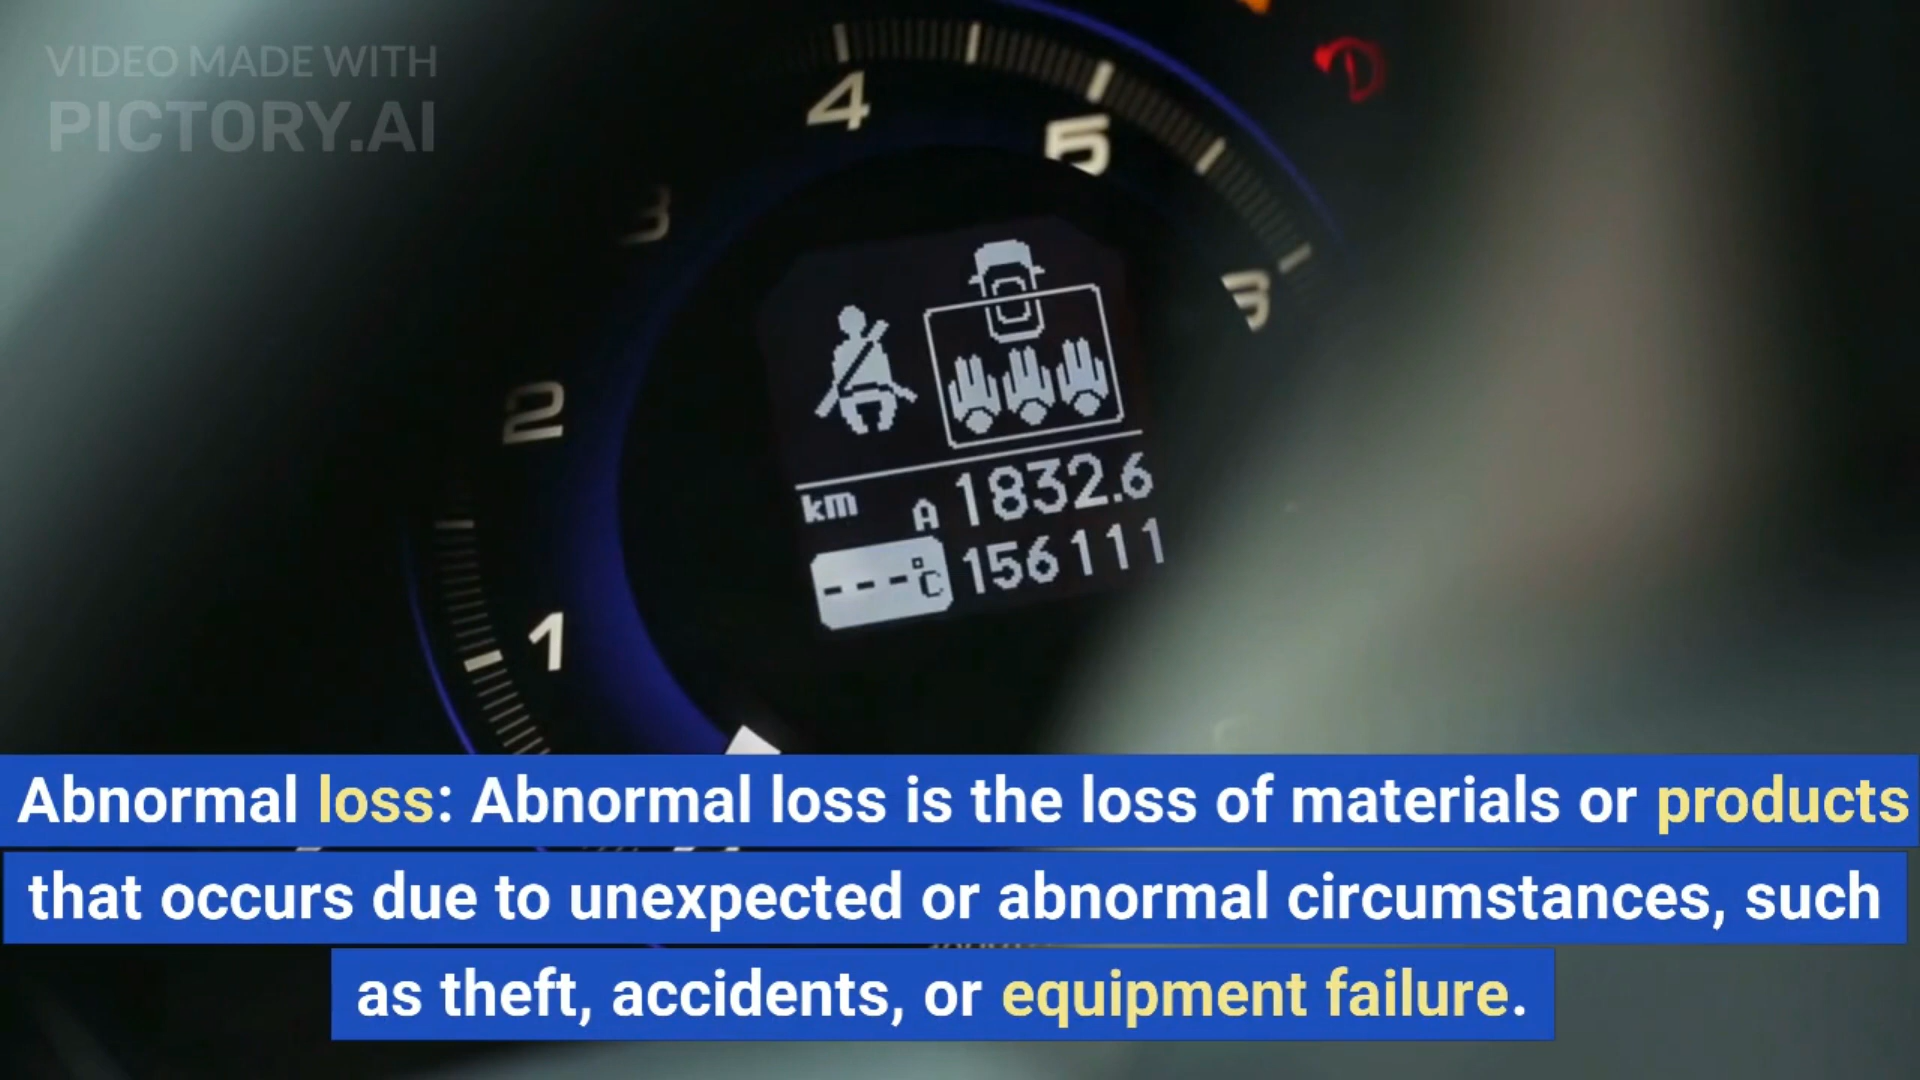 VIDEO MADE WITH
PICTORY.AI
4
5
3
3
2
1
km A 1832.6
---°C 156111
Abnormal loss: Abnormal loss is the loss of materials or products
that occurs due to unexpected or abnormal circumstances, such
as theft, accidents, or equipment failure.